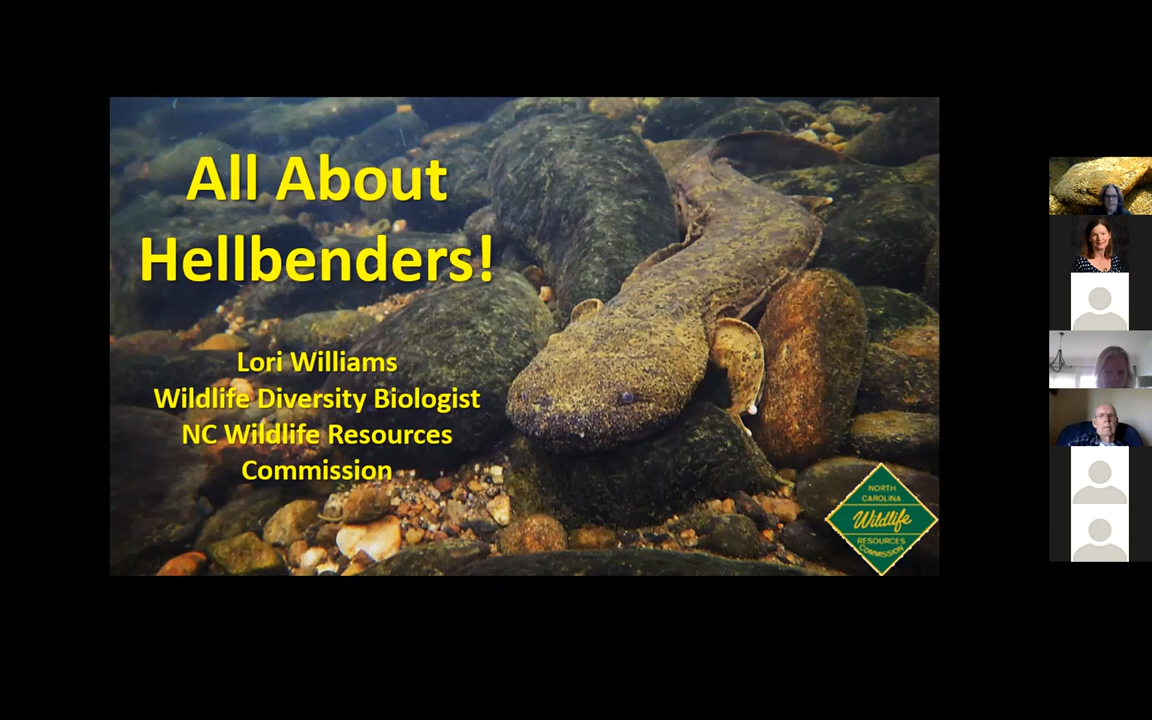 All About
Hellbenders!
Lori Williams
Wildlife Diversity Biologist
NC Wildlife Resources
Commission
NORTH
CAROLINA
Wildlife
RESOURCES
COMMISSION